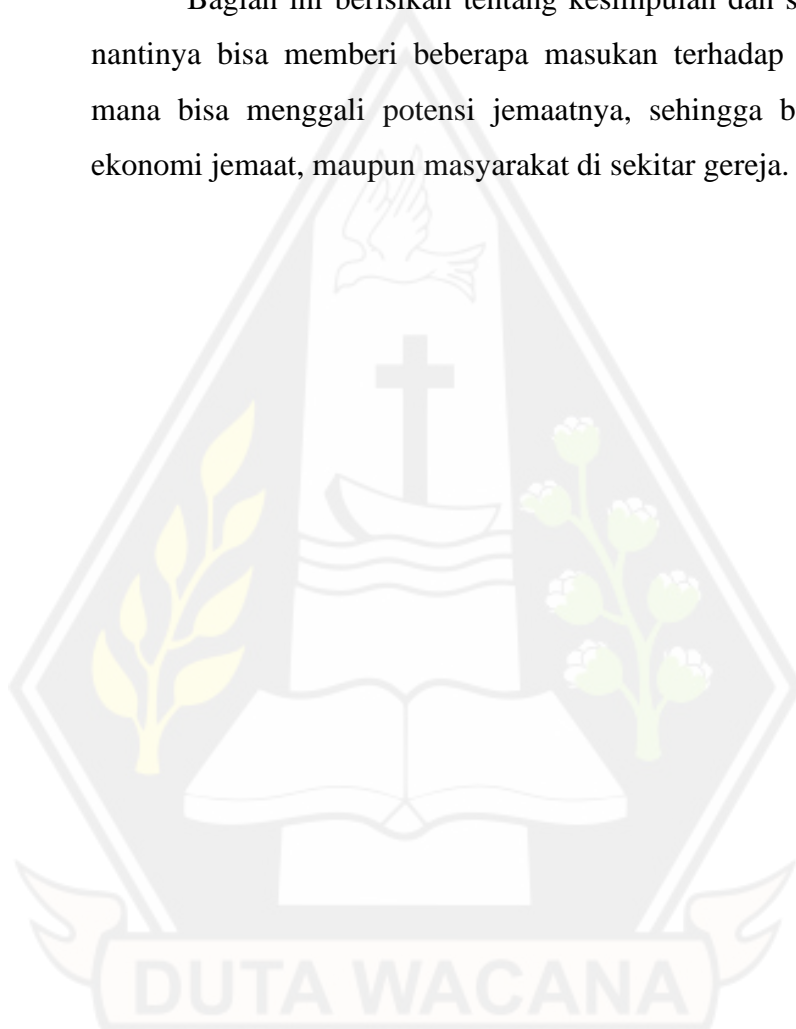 Bagian ini berisikan tentang kesimpulan dan
nantinya bisa memberi beberapa masukan terhadap
mana bisa menggali potensi jemaatnya, sehingga
ekonomi jemaat, maupun masyarakat di sekitar gereja.
DUTA WACANA